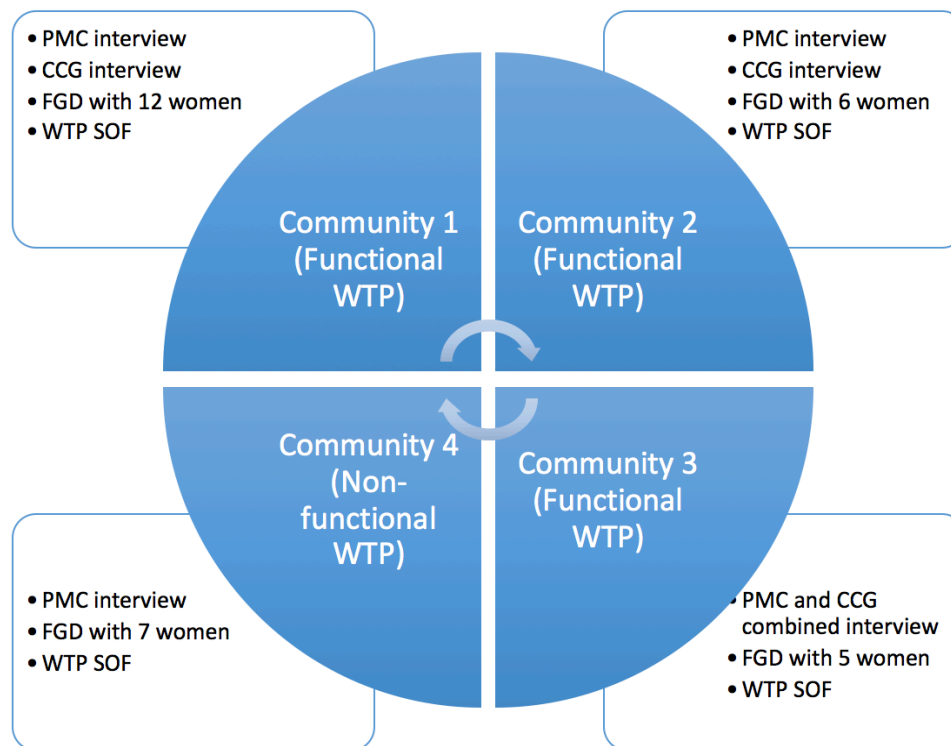 • PMC interview
• CCG interview
• FGD with 12 women
• WTP SOF
• PMC interview
• CCG interview
• FGD with 6 women
• WTP SOF
Community 1
(Functional
WTP)
Community 2
(Functional
WTP)
Community 4
(Non-
functional
WTP)
Community 3
(Functional
WTP)
• PMC interview
• FGD with 7 women
• WTP SOF
• PMC and CCG
combined interview
• FGD with 5 women
• WTP SOF